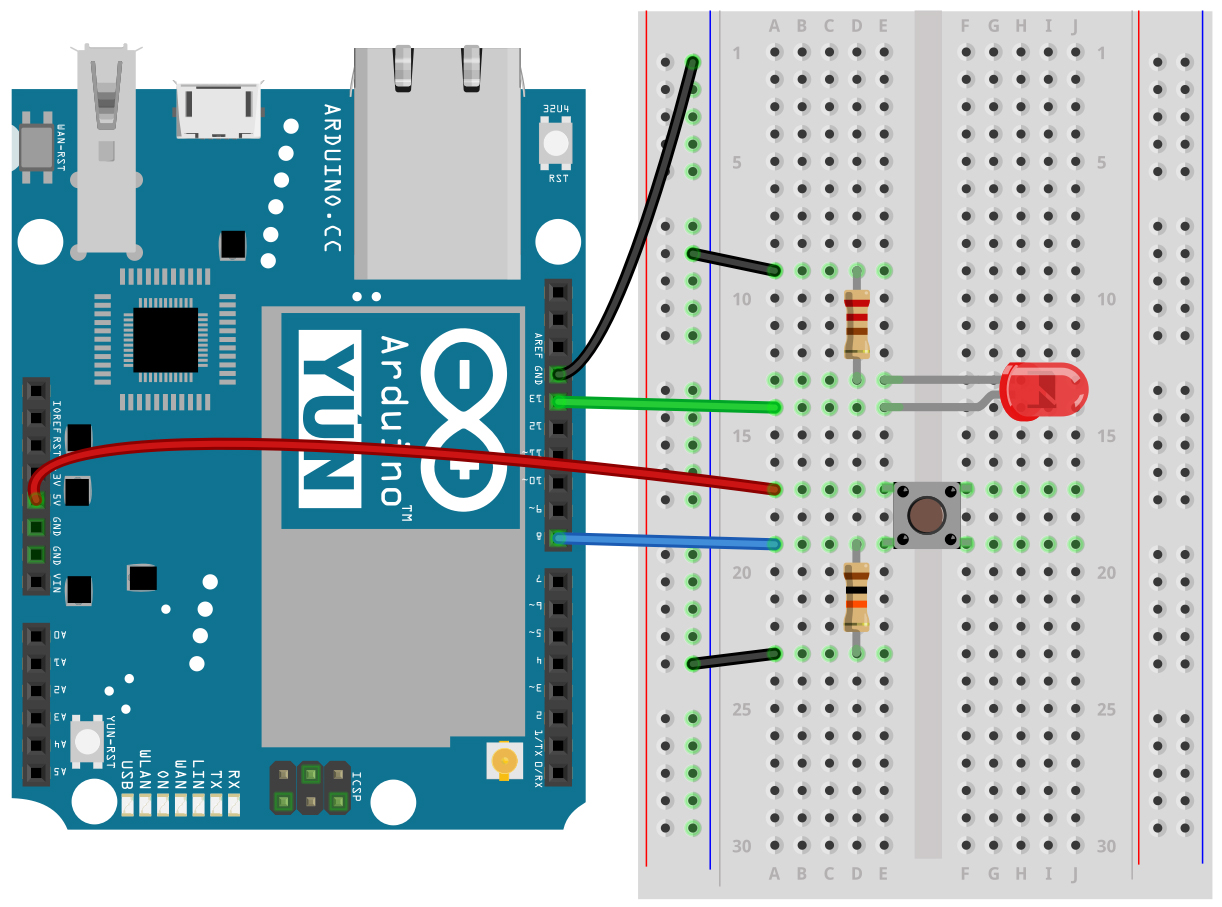 WAN-RST
ARDUINO.CC
32U4
RST
AREF
GND
13
12
~11
~10
~9
8
7
~6
~5
4
~3
2
1/TX
0/RX
IOREF
RST
3V
5V
GND
GND
VIN
A0
A1
A2
A3
A4
A5
YÚN
Arduino™
- +
YUN-RST
USB
WLAN
ON
WAN
LIN
TX
RX
ICSP
A B C D E F G H I J
1 1
5 5
10 10
15 15
20 20
25 25
30 30
A B C D E F G H I J